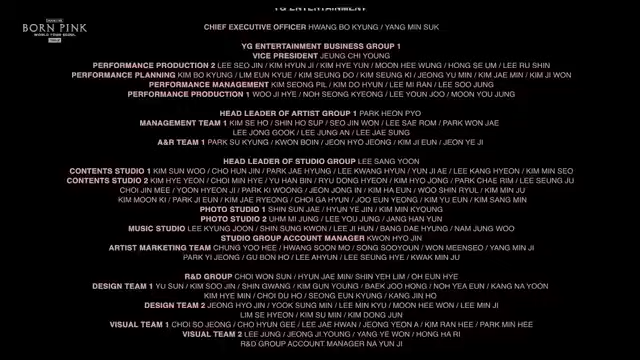 YG ENTERTAINMENT
BORN PINK
CHIEF EXECUTIVE OFFICER HWANG BO KYUNG / YANG MIN SUK
YG ENTERTAINMENT BUSINESS GROUP 1
VICE PRESIDENT JEUNG CHI YOUNG
PERFORMANCE PRODUCTION 2 LEE SEO JIN / KIM HYUN JI / KIM HYE YUN / MOON HEE WUNG / HONG SE UM / LEE RU SHIN
PERFORMANCE PLANNING KIM BO KYUNG / LIM EUN KYUE / KIM SEUNG DO / KIM SEUNG KI / JEONG YU MIN / KIM JAE MIN / KIM JI WON
PERFORMANCE MANAGEMENT KIM SEONG PIL / KIM DO HYUN / LEE MI RAN / LEE SOO JUNG
PERFORMANCE PRODUCTION 1 WOO JI HYE / NOH SEONG KYEONG / LEE YOUN JOO / MOON YOU JUNG
HEAD LEADER OF ARTIST GROUP 1 PARK HEON PYO
MANAGEMENT TEAM 1 KIM SE HO / SHIN HO SUP / SEO JIN WON / LEE SAE ROM / PARK WON JAE
LEE JONG GOOK / LEE JUNG AN / LEE JAE SUNG
A&R TEAM 1 PARK SU KYUNG / KWON BOIN / JEON HYO JEONG / KIM JI EUN / JEON YE JI
HEAD LEADER OF STUDIO GROUP LEE SANG YOON
CONTENTS STUDIO 1 KIM SUN WOO / CHO HUN JIN / PARK JAE HYUNG / LEE KWANG HYUN / YUN JI AE / LEE KANG HYEON / KIM MIN SEO
CONTENTS STUDIO 2 KIM HYE YEON / CHOI MIN HYE / YU HAN BIN / RYU DONG HYEON / KIM HYO JONG / PARK CHAE RIM / LEE SEUNG JU
CHOI JIN MEE / YOON HYEON JI / PARK KI WOONG / JEON JONG IN / KIM HA EUN / WOO SHIN RYUL / KIM MIN JU
KIM MOON KI / PARK JI EUN / KIM JAE RYEONG / CHOI GA HYUN / JOO EUN YEONG / KIM YU EUN / KIM SANG MIN
PHOTO STUDIO 1 SHIN SUN JAE / HYUN YE JIN / KIM MIN KYOUNG
PHOTO STUDIO 2 UHM MI JUNG / LEE YOU JUNG / JANG HAN YUN
MUSIC STUDIO LEE KYUNG JOON / SHIN SUNG KWON / LEE JI HUN / BANG DAE HYUNG / NAM JUNG WOO
STUDIO GROUP ACCOUNT MANAGER KWON HYO JIN
ARTIST MARKETING TEAM CHUNG YOO HEE / HWANG SOON MO / SONG SOOYOUN / WON MEENSEO / YANG MIN JI
PARK YI JEONG / GU BON HO / LEE AHYUN / LEE SEUNG HYE / KWAK MIN JU
R&D GROUP CHOI WON SUN / HYUN JAE MIN / SHIN YEH LIM / OH EUN HYE
DESIGN TEAM 1 YU SUN / KIM SOO JIN / SHIN GWANG / KIM GUN YOUNG / BAEK JOO HONG / NOH YEA EUN / KANG NA YOON
KIM HYE MIN / CHOI DU HO / SEONG EUN KYUNG / KANG JIN HO
DESIGN TEAM 2 JEONG HYO JIN / YOOK SUNG MIN / LEE MIN KYU / MOON HEE WON / LEE MIN JI
LIM SE HYEON / KIM SU MIN / KIM DONG JUN
VISUAL TEAM 1 CHOI SO JEONG / CHO HYUN GEE / LEE JAE HWAN / JEONG YEON A / KIM RAN HEE / PARK MIN HEE
VISUAL TEAM 2 LEE JUNG / JEONG JI YOUNG / YANG YE WON / HONG HA RI
R&D GROUP ACCOUNT MANAGER NA YUN JI